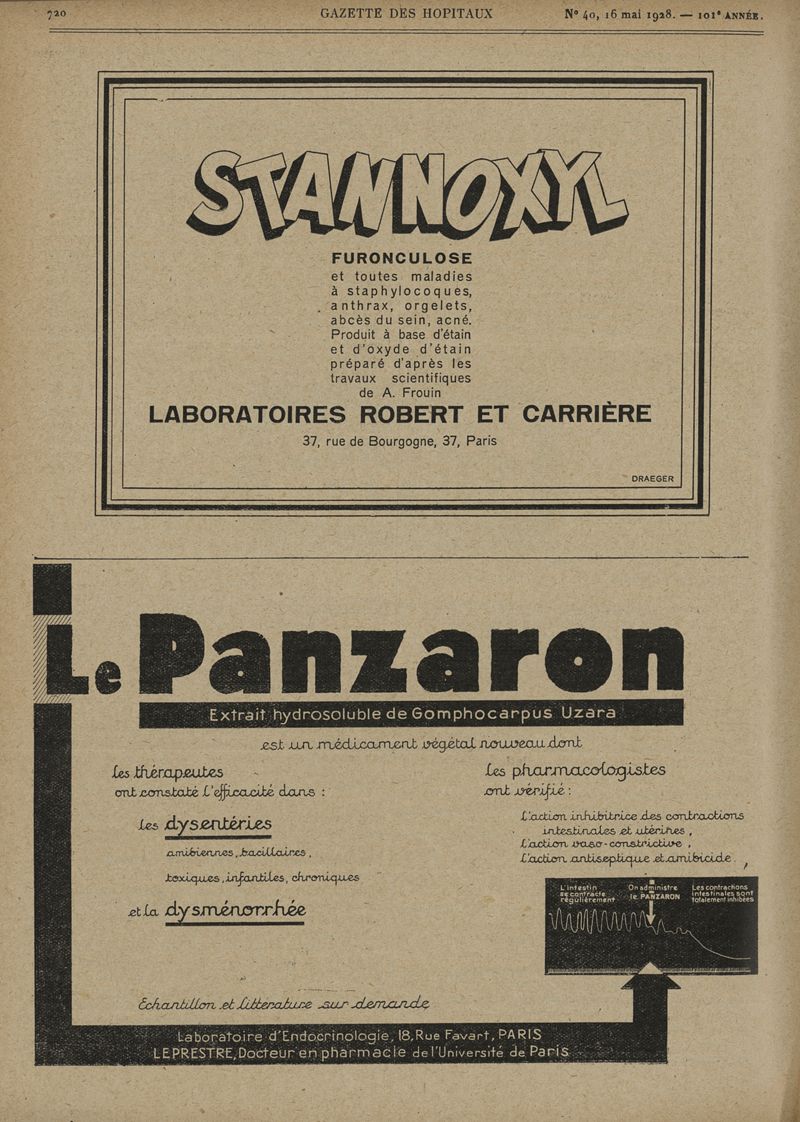 720
GAZETTE DES HOPITAUX
N° 40, 16 mai 1928. — 101e ANNÉE.
STANNOXYL
FURONCULOSE
et toutes maladies
à staphylocoques,
anthrax, orgelets,
abcès du sein, acné.
Produit à base d'étain
et d'oxyde d'étain
préparé d'après les
travaux scientifiques
de A. Frouin
LABORATOIRES ROBERT ET CARRIÈRE
37, rue de Bourgogne, 37, Paris
DRAEGER
Le Panzaron
Extrait hydrosoluble de Gomphocarpus Uzara
est un médicament végétal nouveau dont
Les thérapeutes
ont constaté l'efficacité dans :
Les dysentéries
amibiennes, bacillaires,
toxiques, infantiles, chroniques
et la dysménorrhée
Les pharmacologistes
ont vérifié :
L'action inhibitrice des contractions
intestinales et utérines,
L'action vaso-constrictive,
L'action antiseptique et amibicide.
L'intestin
se contracte
régulièrement
On administre
le PANZARON
Les contractions
intestinales sont
totalement inhibées
Echantillon et Litterature sur demande
Laboratoire d'Endocrinologie, 18, Rue Favart, PARIS
LEPRESTRE, Docteur en pharmacie de l'Université de Paris